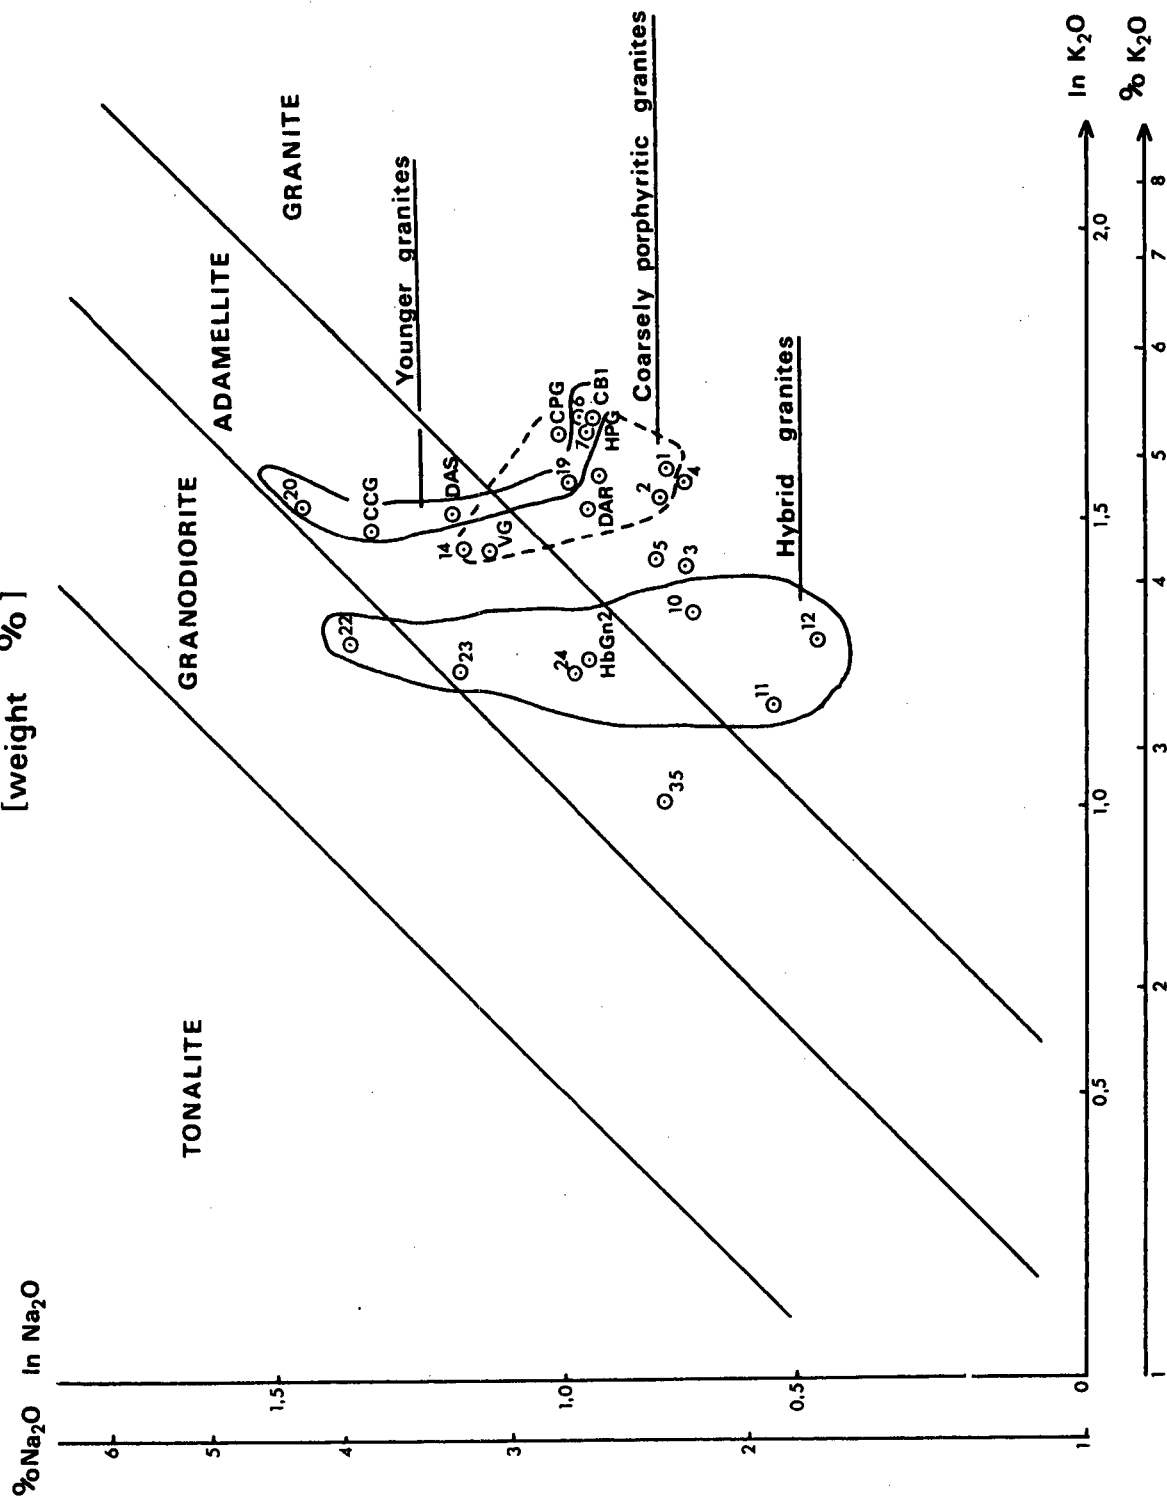 [weight % ]
%Na2O ln Na2O
TONALITE
GRANODIORITE
ADAMELLITE
GRANITE
Younger granites
Coarsely porphyritic granites
Hybrid granites
20
CCG
DAS
14
VG
19
CPG
6
7
CB1
HPG
DAR
1
2
4
5
3
10
22
23
24
HbGn2
12
11
35
6
5
4
3
2
1
1,5
1,0
0,5
0
0,5
1,0
1,5
2,0
ln K2O
1
2
3
4
5
6
7
8
% K2O